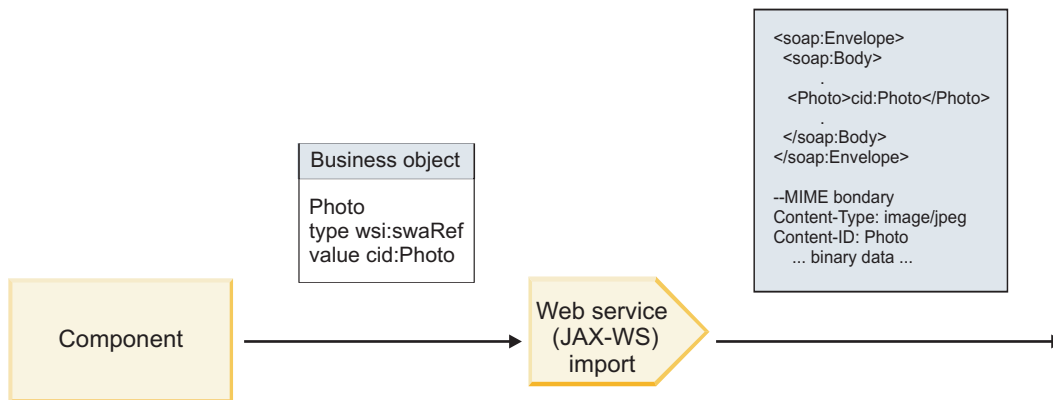 <soap:Envelope>
<soap:Body>
.
<Photo>cid:Photo</Photo>
.
</soap:Body>
</soap:Envelope>
--MIME bondary
Content-Type: image/jpeg
Content-ID: Photo
... binary data ...
Business object
Photo
type wsi:swaRef
value cid:Photo
Component
Web service
(JAX-WS)
import